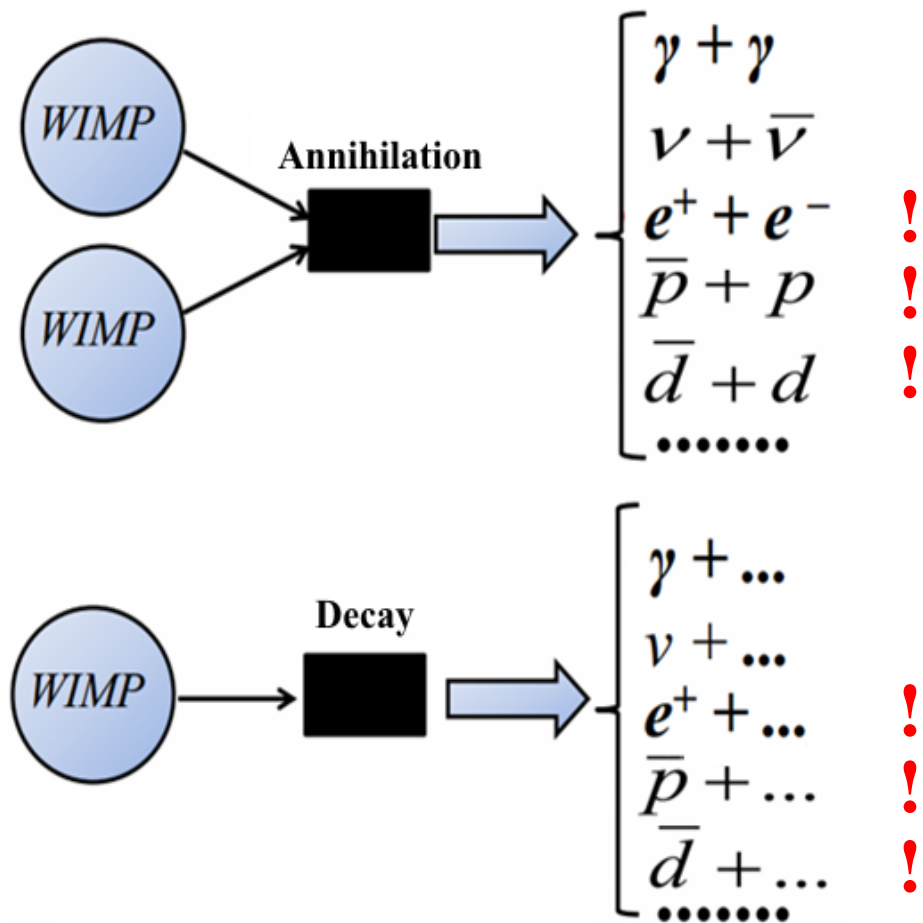 WIMP
WIMP
Annihilation
γ + γ
ν + ν̅
e⁺ + e⁻ !
p̅ + p !
d̅ + d !
•••••••
WIMP
Decay
γ + ...
ν + ...
e⁺ + ... !
p̅ + ... !
d̅ + ... !
•••••••